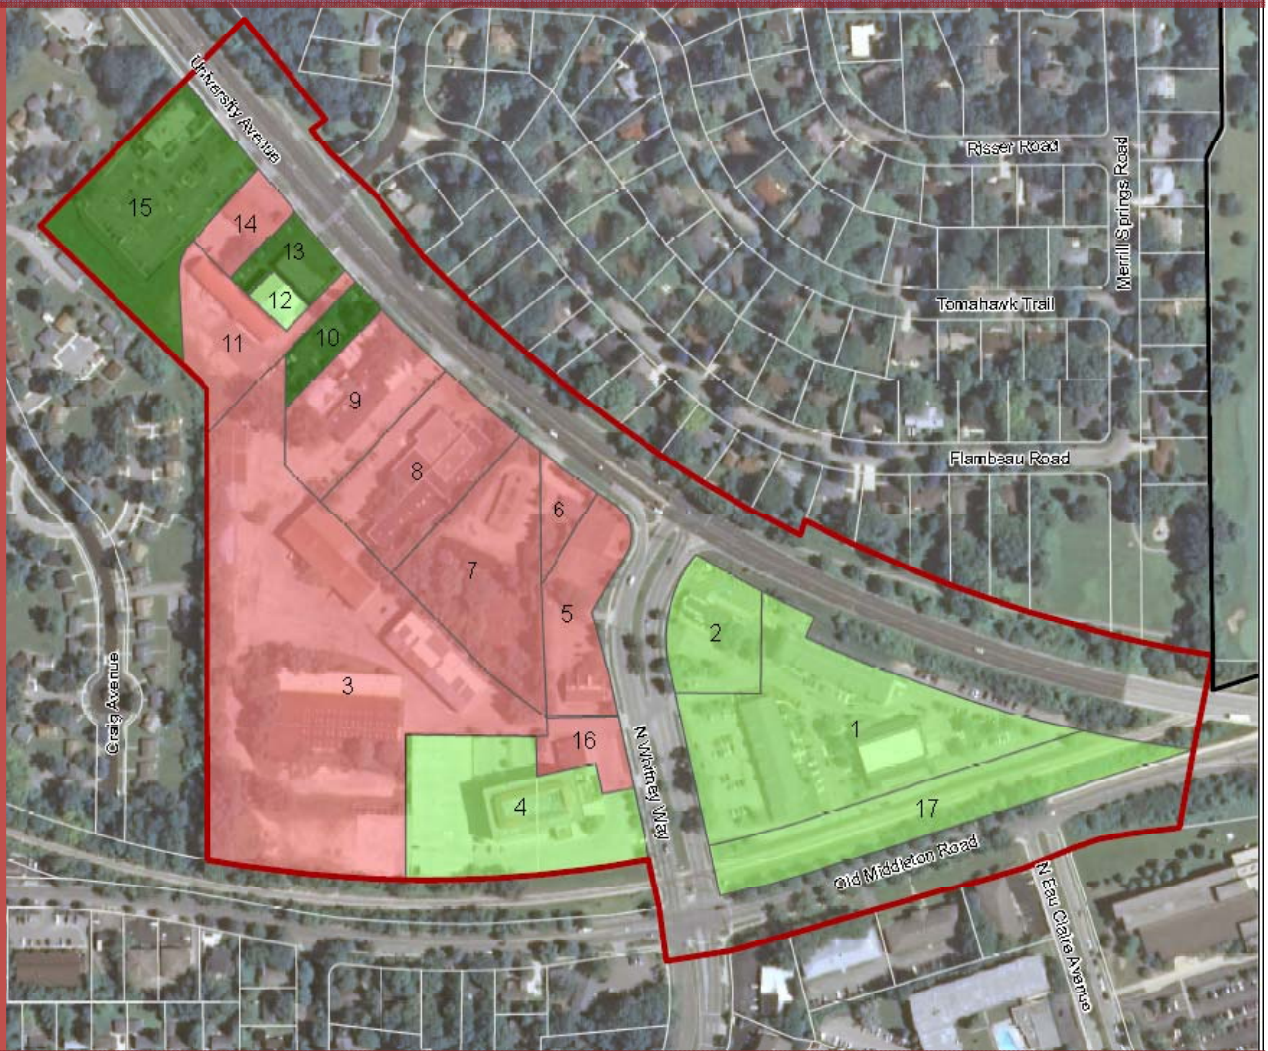 University Avenue
Risser Road
Merrill Springs Road
15
14
13
12
Tomahawk Trail
10
11
9
Flambeau Road
8
6
7
5
2
3
Craig Avenue
1
16
N Whitney Way
4
17
Old Middleton Road
N Eau Claire Avenue